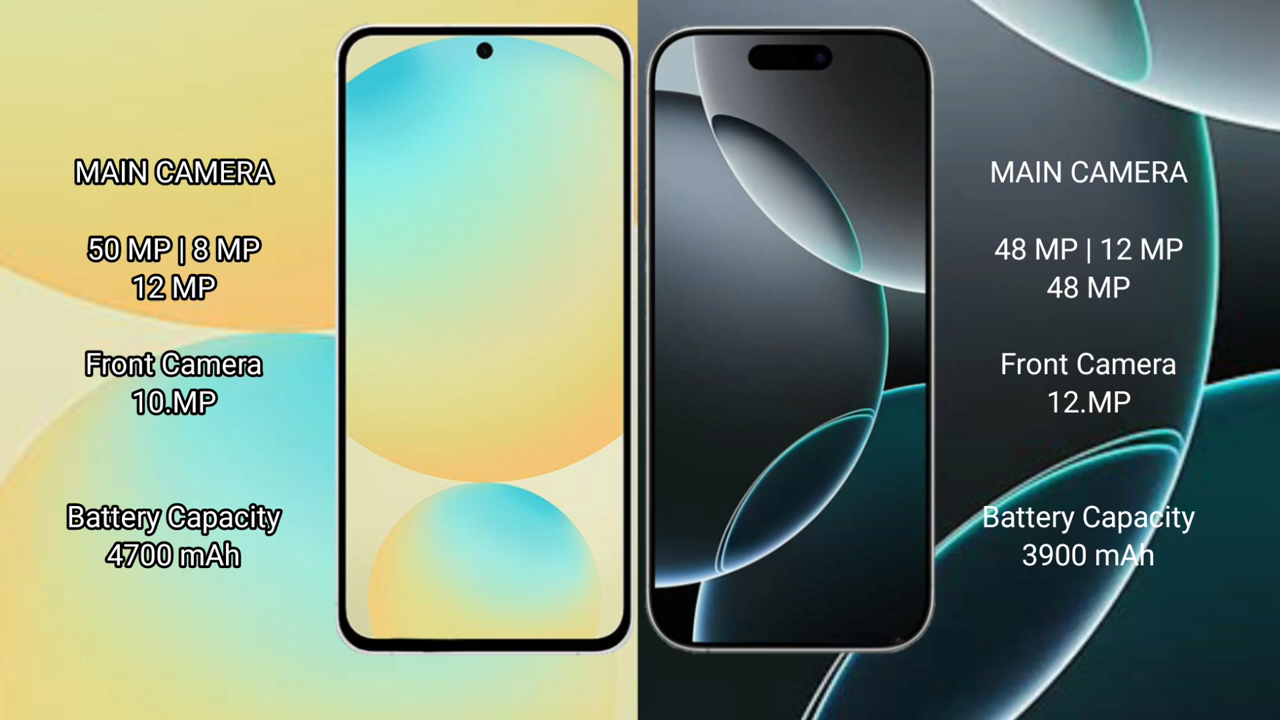 MAIN CAMERA
50 MP | 8 MP
12 MP
Front Camera
10.MP
Battery Capacity
4700 mAh
MAIN CAMERA
48 MP | 12 MP
48 MP
Front Camera
12.MP
Battery Capacity
3900 mAh